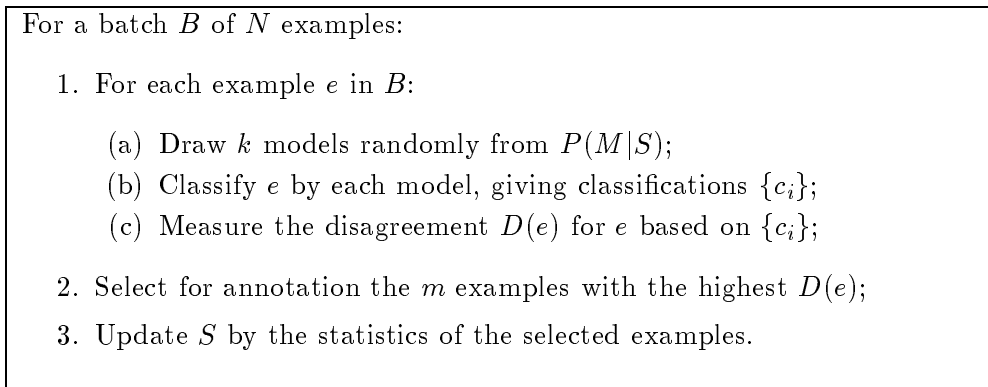 For a batch B of N examples:
1. For each example e in B:
(a) Draw k models randomly from P(M|S);
(b) Classify e by each model, giving classifications {c_i};
(c) Measure the disagreement D(e) for e based on {c_i};
2. Select for annotation the m examples with the highest D(e);
3. Update S by the statistics of the selected examples.